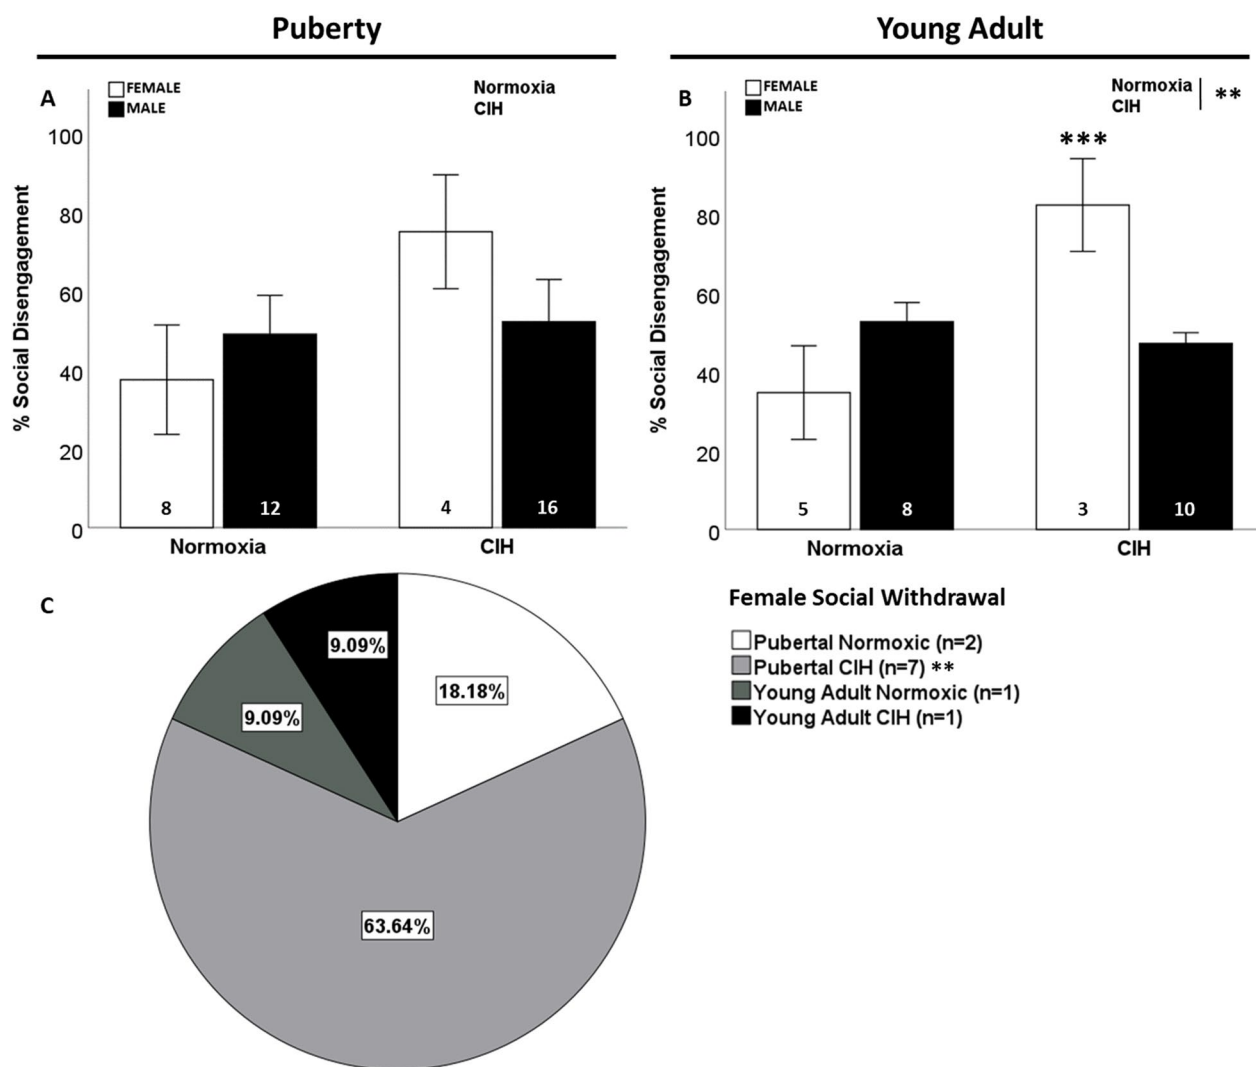 Puberty
Young Adult
A
FEMALE
MALE
Normoxia
CIH
% Social Disengagement
100
80
60
40
20
0
8
12
4
16
Normoxia
CIH
B
FEMALE
MALE
Normoxia
CIH
**
***
% Social Disengagement
100
80
60
40
20
0
5
8
3
10
Normoxia
CIH
C
9.09%
18.18%
9.09%
63.64%
Female Social Withdrawal
Pubertal Normoxic (n=2)
Pubertal CIH (n=7) **
Young Adult Normoxic (n=1)
Young Adult CIH (n=1)